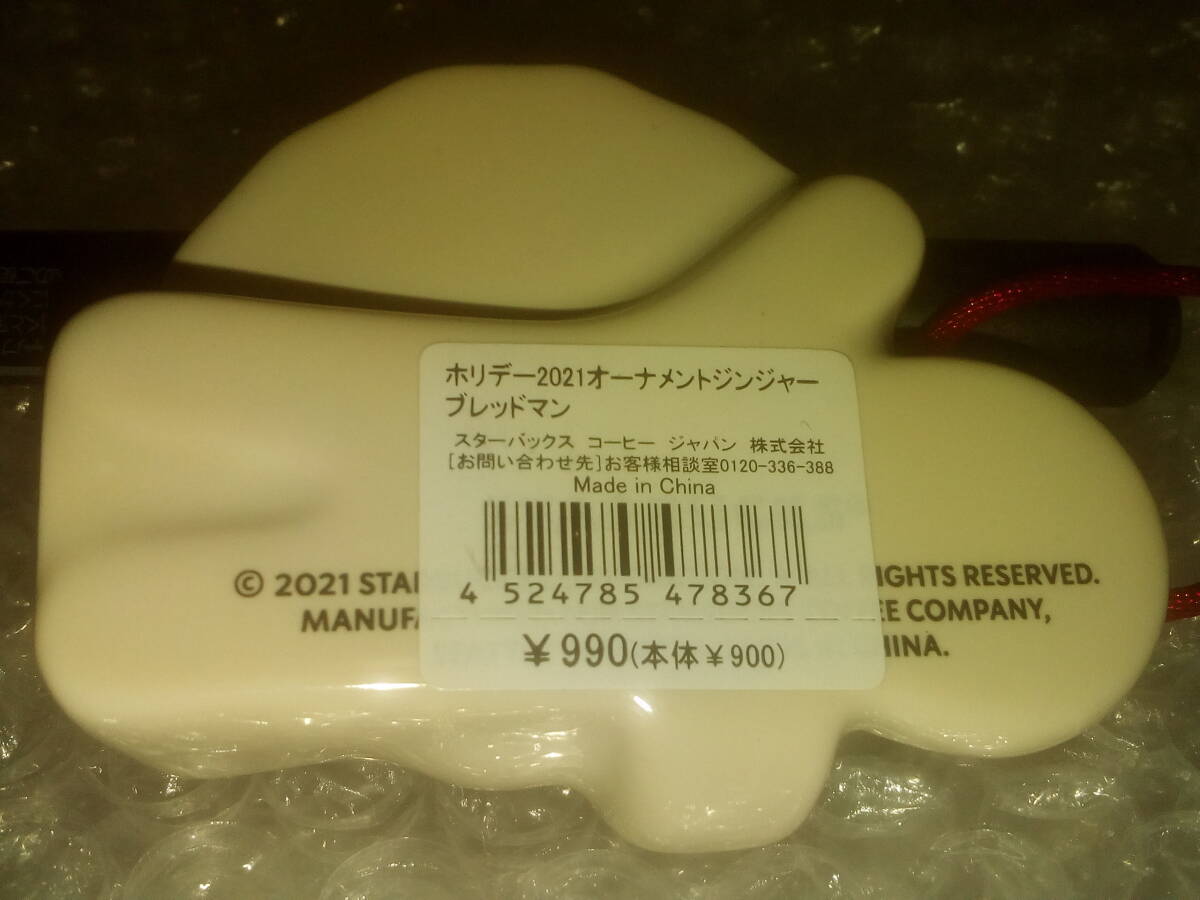 ホリデー2021オーナメントジンジャー
ブレッドマン
スターバックス コーヒー ジャパン 株式会社
[お問い合わせ先]お客様相談室0120-336-388
Made in China
4 524785 478367
¥990(本体¥900)
© 2021 STAR IGHTS RESERVED.
MANUFA EE COMPANY,
HINA.